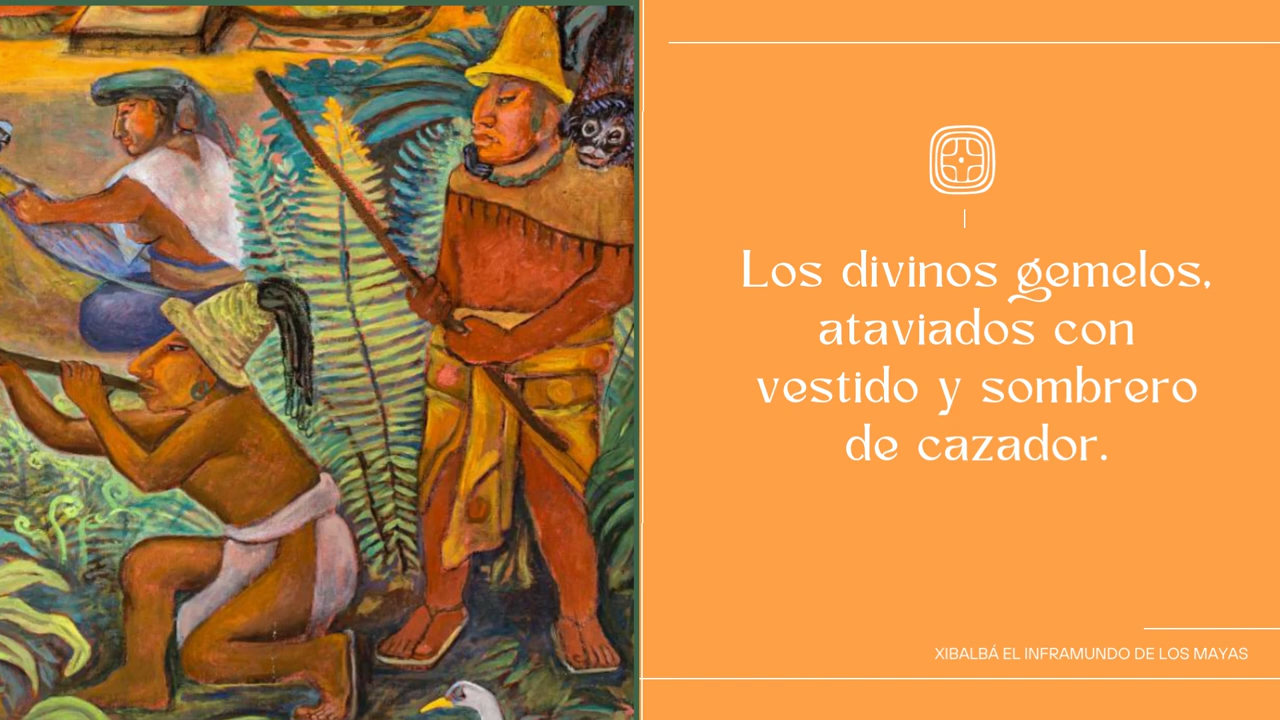 Los divinos gemelos,
ataviados con
vestido y sombrero
de cazador.
XIBALBÁ EL INFRAMUNDO DE LOS MAYAS